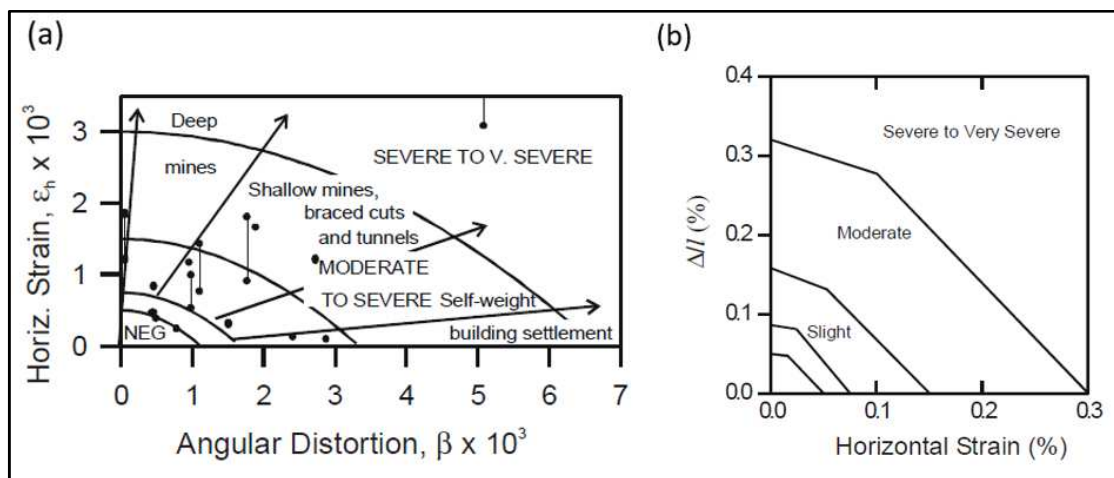 (a)
Horiz. Strain, εh x 10³
3
2
1
0
Deep
mines
SEVERE TO V. SEVERE
Shallow mines,
braced cuts
and tunnels
MODERATE
TO SEVERE Self-weight
NEG
building settlement
0 1 2 3 4 5 6 7
Angular Distortion, β x 10³
(b)
Δ/l (%)
0.4
0.3
0.2
0.1
0.0
Severe to Very Severe
Moderate
Slight
0.0 0.1 0.2 0.3
Horizontal Strain (%)